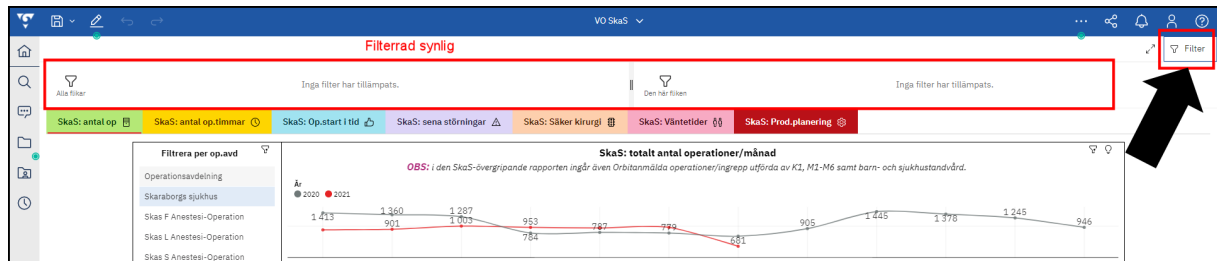 VO SkaS
Filterrad synlig
Filter
Alla flikar
Inga filter har tillämpats.
Den här fliken
Inga filter har tillämpats.
SkaS: antal op
SkaS: antal op.timmar
SkaS: Op.start i tid
SkaS: sena störningar
SkaS: Säker kirurgi
SkaS: Väntetider
SkaS: Prod.planering
Filtrera per op.avd
Operationsavdelning
Skaraborgs sjukhus
Skas F Anestesi-Operation
Skas L Anestesi-Operation
Skas S Anestesi-Operation
SkaS: totalt antal operationer/månad
OBS: i den SkaS-övergripande rapporten ingår även Orbitanmälda operationer/ingrepp utförda av K1, M1-M6 samt barn- och sjukhustandvård.
År
2020 2021
1 413 1 360 1 287 953 787 779 681 905 1 445 1 378 1 245 946
901 1 003 784